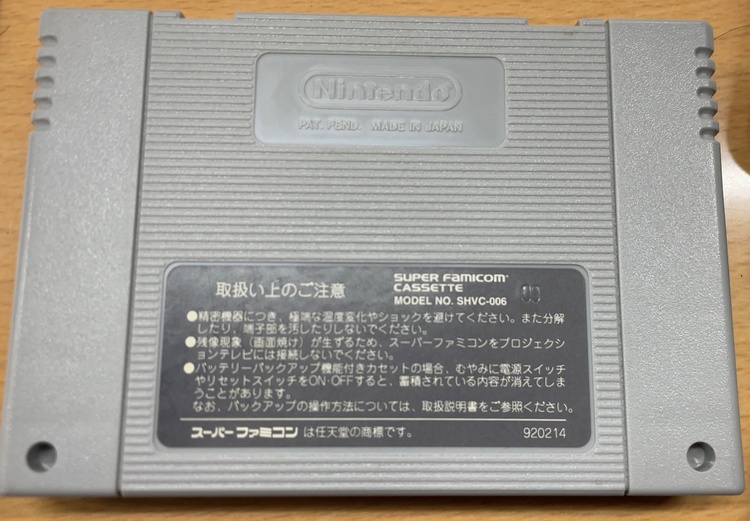 Nintendo
PAT. PEND. MADE IN JAPAN
取扱い上のご注意
SUPER FAMICOM
CASSETTE
MODEL NO. SHVC-006
●精密機器につき、極端な温度変化やショックを避けてください。また分解
したり、端子部を汚したりしないでください。
●残像現象（画面焼け）が生ずるため、スーパーファミコンをプロジェクシ
ョンテレビには接続しないでください。
●バッテリーバックアップ機能付きカセットの場合、むやみに電源スイッチ
やリセットスイッチをON・OFFすると、蓄積されている内容が消えてしま
うことがあります。
なお、バックアップの操作方法については、取扱説明書をご参照ください。
スーパーファミコンは任天堂の商標です。
920214